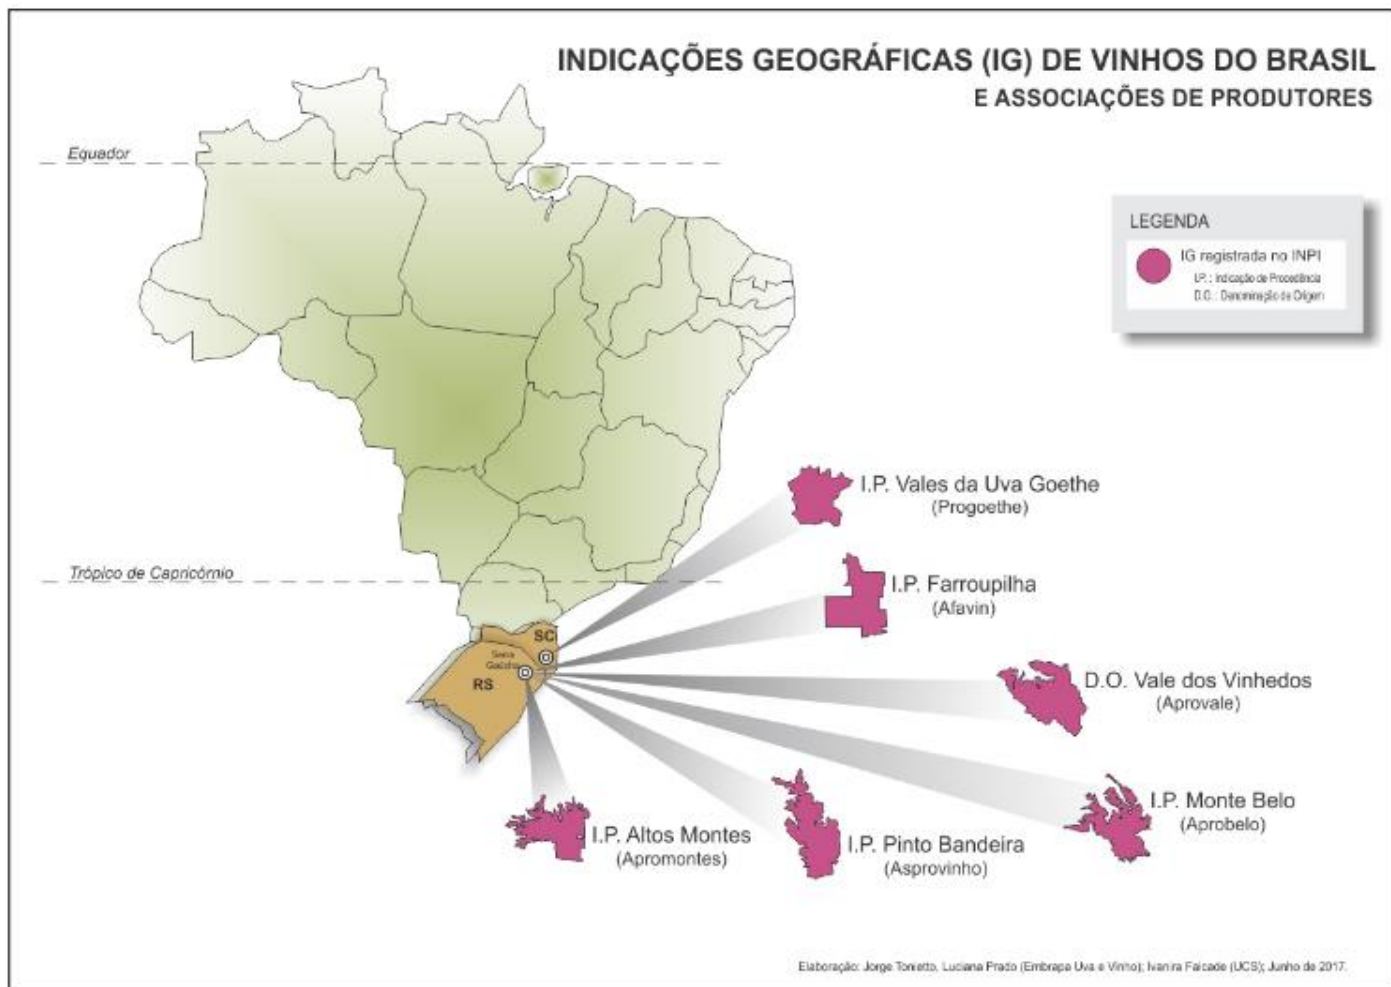 INDICAÇÕES GEOGRÁFICAS (IG) DE VINHOS DO BRASIL
E ASSOCIAÇÕES DE PRODUTORES
Equador
LEGENDA
IG registrada no INPI
I.P. : Indicação de Procedência
D.O. : Denominação de Origem
I.P. Vales da Uva Goethe
(Progoethe)
Trópico de Capricórnio
I.P. Farroupilha
(Afavin)
SC
Serra
Gaúcha
RS
D.O. Vale dos Vinhedos
(Aprovale)
I.P. Monte Belo
(Aprobelo)
I.P. Altos Montes
(Apromontes)
I.P. Pinto Bandeira
(Asprovinho)
Elaboração: Jorge Tonietto, Luciana Prado (Embrapa Uva e Vinho); Ivanira Falcade (UCS); Junho de 2017.